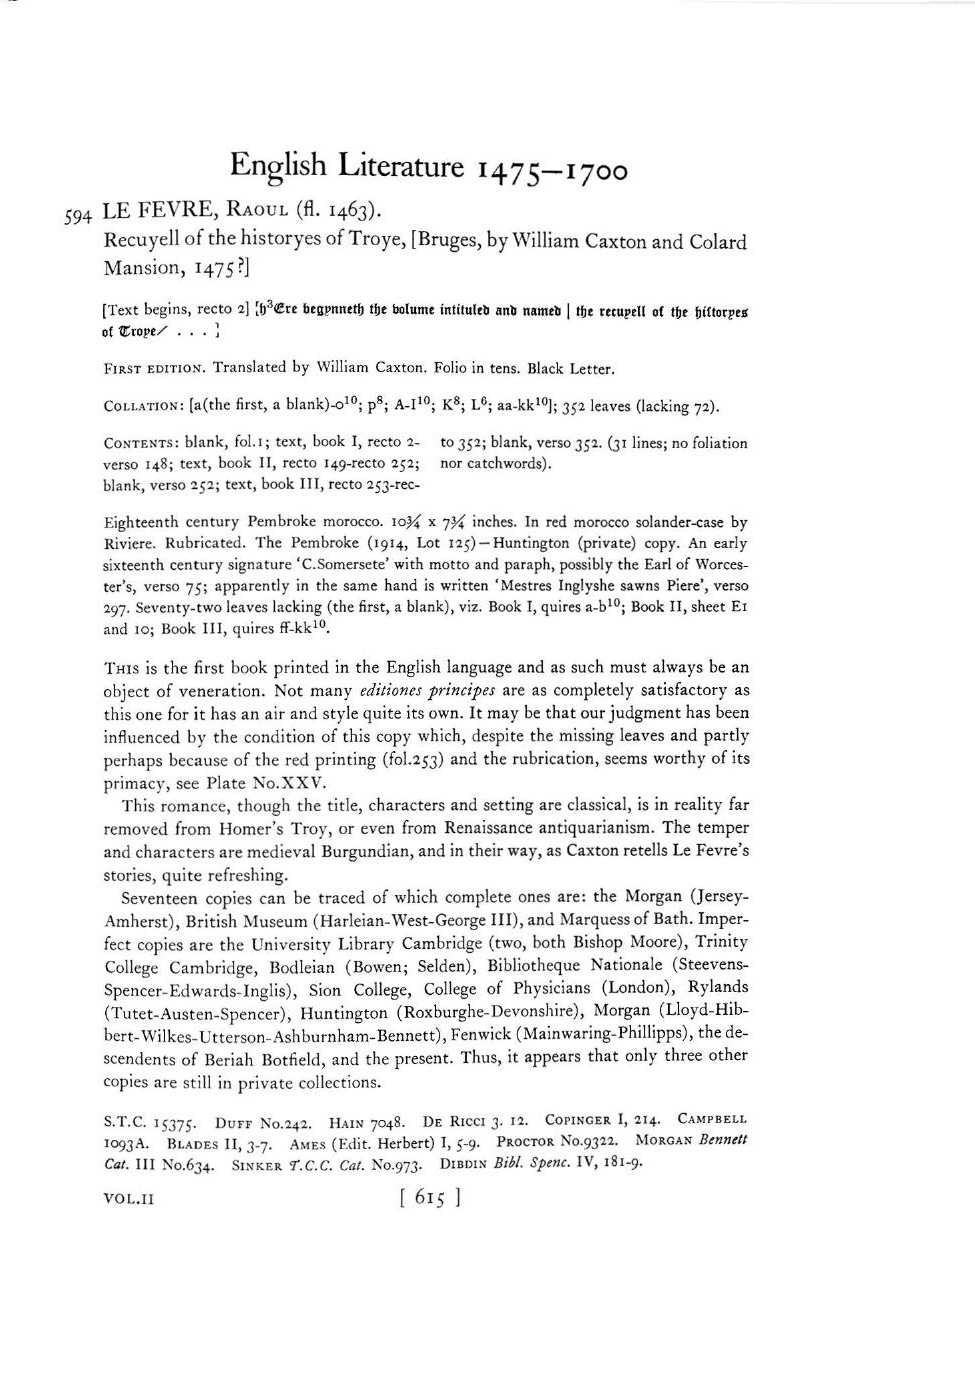 English Literature 1475—1700
594 LE FEVRE, RAOUL (fl. 1463).
Recuyell of the historyes of Troye, [Bruges, by William Caxton and Colard
Mansion, 1475?]
[Text begins, recto 2] [h³Ere begynneth the volume intituled and named | the recuyell of the historyes
of Troye/ . . . ]
FIRST EDITION. Translated by William Caxton. Folio in tens. Black Letter.
COLLATION: [a(the first, a blank)-o¹⁰; p⁸; A-I¹⁰; K⁸; L⁶; aa-kk¹⁰]; 352 leaves (lacking 72).
CONTENTS: blank, fol.1; text, book I, recto 2-
verso 148; text, book II, recto 149-recto 252;
blank, verso 252; text, book III, recto 253-rec-
to 352; blank, verso 352. (31 lines; no foliation
nor catchwords).
Eighteenth century Pembroke morocco. 10¾ x 7¾ inches. In red morocco solander-case by
Riviere. Rubricated. The Pembroke (1914, Lot 125)—Huntington (private) copy. An early
sixteenth century signature 'C.Somersete' with motto and paraph, possibly the Earl of Worces-
ter's, verso 75; apparently in the same hand is written 'Mestres Inglyshe sawns Piere', verso
297. Seventy-two leaves lacking (the first, a blank), viz. Book I, quires a-b¹⁰; Book II, sheet E1
and 10; Book III, quires ff-kk¹⁰.
THIS is the first book printed in the English language and as such must always be an
object of veneration. Not many editiones principes are as completely satisfactory as
this one for it has an air and style quite its own. It may be that our judgment has been
influenced by the condition of this copy which, despite the missing leaves and partly
perhaps because of the red printing (fol.253) and the rubrication, seems worthy of its
primacy, see Plate No.XXV.
This romance, though the title, characters and setting are classical, is in reality far
removed from Homer's Troy, or even from Renaissance antiquarianism. The temper
and characters are medieval Burgundian, and in their way, as Caxton retells Le Fevre's
stories, quite refreshing.
Seventeen copies can be traced of which complete ones are: the Morgan (Jersey-
Amherst), British Museum (Harleian-West-George III), and Marquess of Bath. Imper-
fect copies are the University Library Cambridge (two, both Bishop Moore), Trinity
College Cambridge, Bodleian (Bowen; Selden), Bibliotheque Nationale (Steevens-
Spencer-Edwards-Inglis), Sion College, College of Physicians (London), Rylands
(Tutet-Austen-Spencer), Huntington (Roxburghe-Devonshire), Morgan (Lloyd-Hib-
bert-Wilkes-Utterson-Ashburnham-Bennett), Fenwick (Mainwaring-Phillipps), the de-
scendents of Beriah Botfield, and the present. Thus, it appears that only three other
copies are still in private collections.
S.T.C. 15375. DUFF No.242. HAIN 7048. DE RICCI 3. 12. COPINGER I, 214. CAMPBELL
1093A. BLADES II, 3-7. AMES (Edit. Herbert) I, 5-9. PROCTOR No.9322. MORGAN Bennett
Cat. III No.634. SINKER T.C.C. Cat. No.973. DIBDIN Bibl. Spenc. IV, 181-9.
VOL.II [ 615 ]